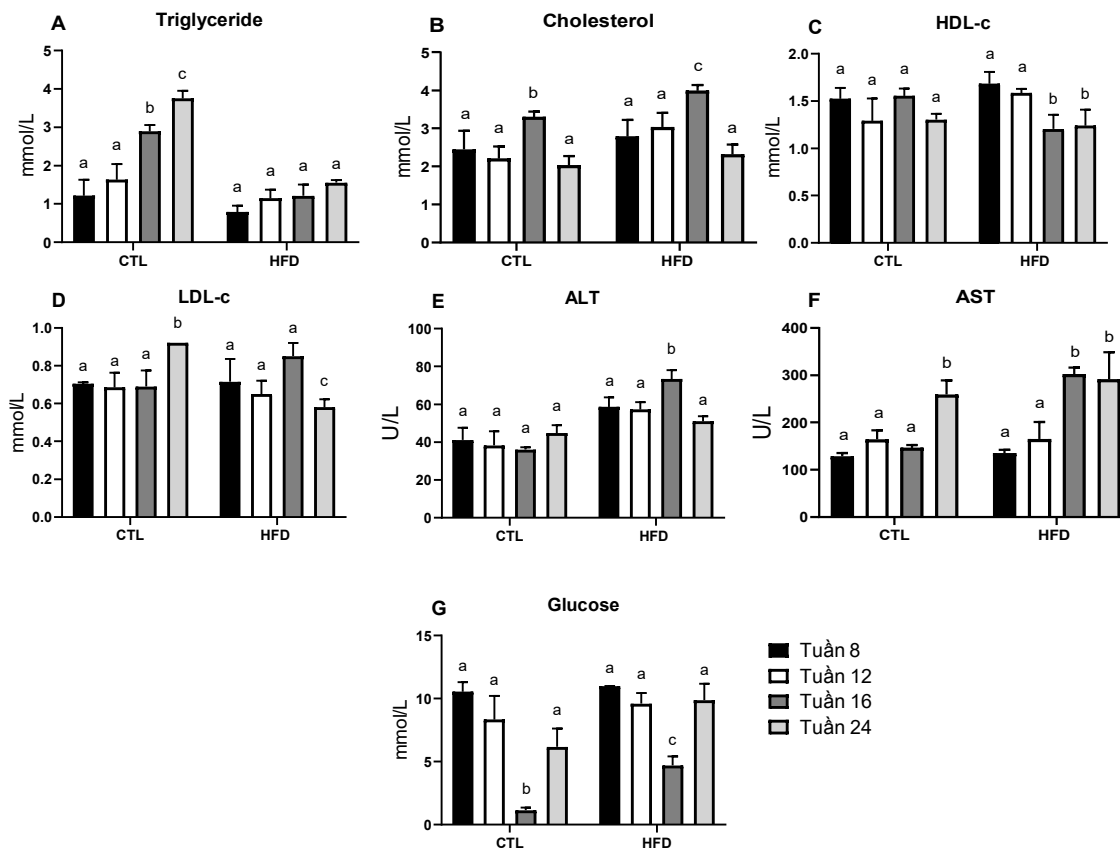 A
Triglyceride
mmol/L
5
4
3
2
1
0
a
a
b
c
a
a
a
a
CTL
HFD
B
Cholesterol
mmol/L
5
4
3
2
1
0
a
a
b
a
a
a
c
a
CTL
HFD
C
HDL-c
mmol/L
2.0
1.5
1.0
0.5
0.0
a
a
a
a
a
a
b
b
CTL
HFD
D
LDL-c
mmol/L
1.0
0.8
0.6
0.4
0.2
0.0
a
a
a
b
a
a
a
c
CTL
HFD
E
ALT
U/L
100
80
60
40
20
0
a
a
a
a
a
a
b
a
CTL
HFD
F
AST
U/L
400
300
200
100
0
a
a
a
b
a
a
b
b
CTL
HFD
G
Glucose
mmol/L
15
10
5
0
a
a
b
a
a
a
c
a
CTL
HFD
Tuần 8
Tuần 12
Tuần 16
Tuần 24